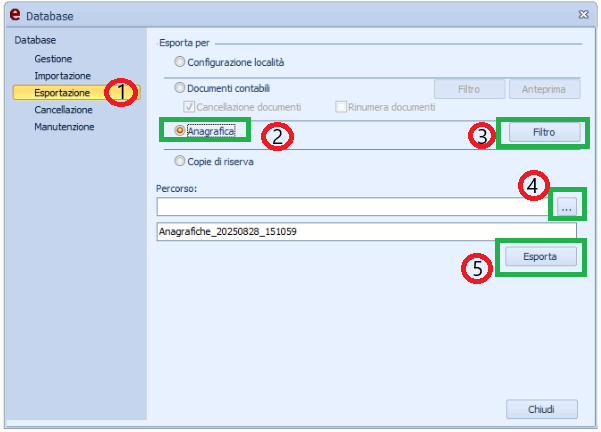 e Database
Database
Gestione
Importazione
Esportazione 1
Cancellazione
Manutenzione
Esporta per
Configurazione località
Documenti contabili Filtro Anteprima
Cancellazione documenti Rinumera documenti
Anagrafica 2 3 Filtro
Copie di riserva
Percorso:
4 ...
Anagrafiche_20250828_151059
5 Esporta
Chiudi